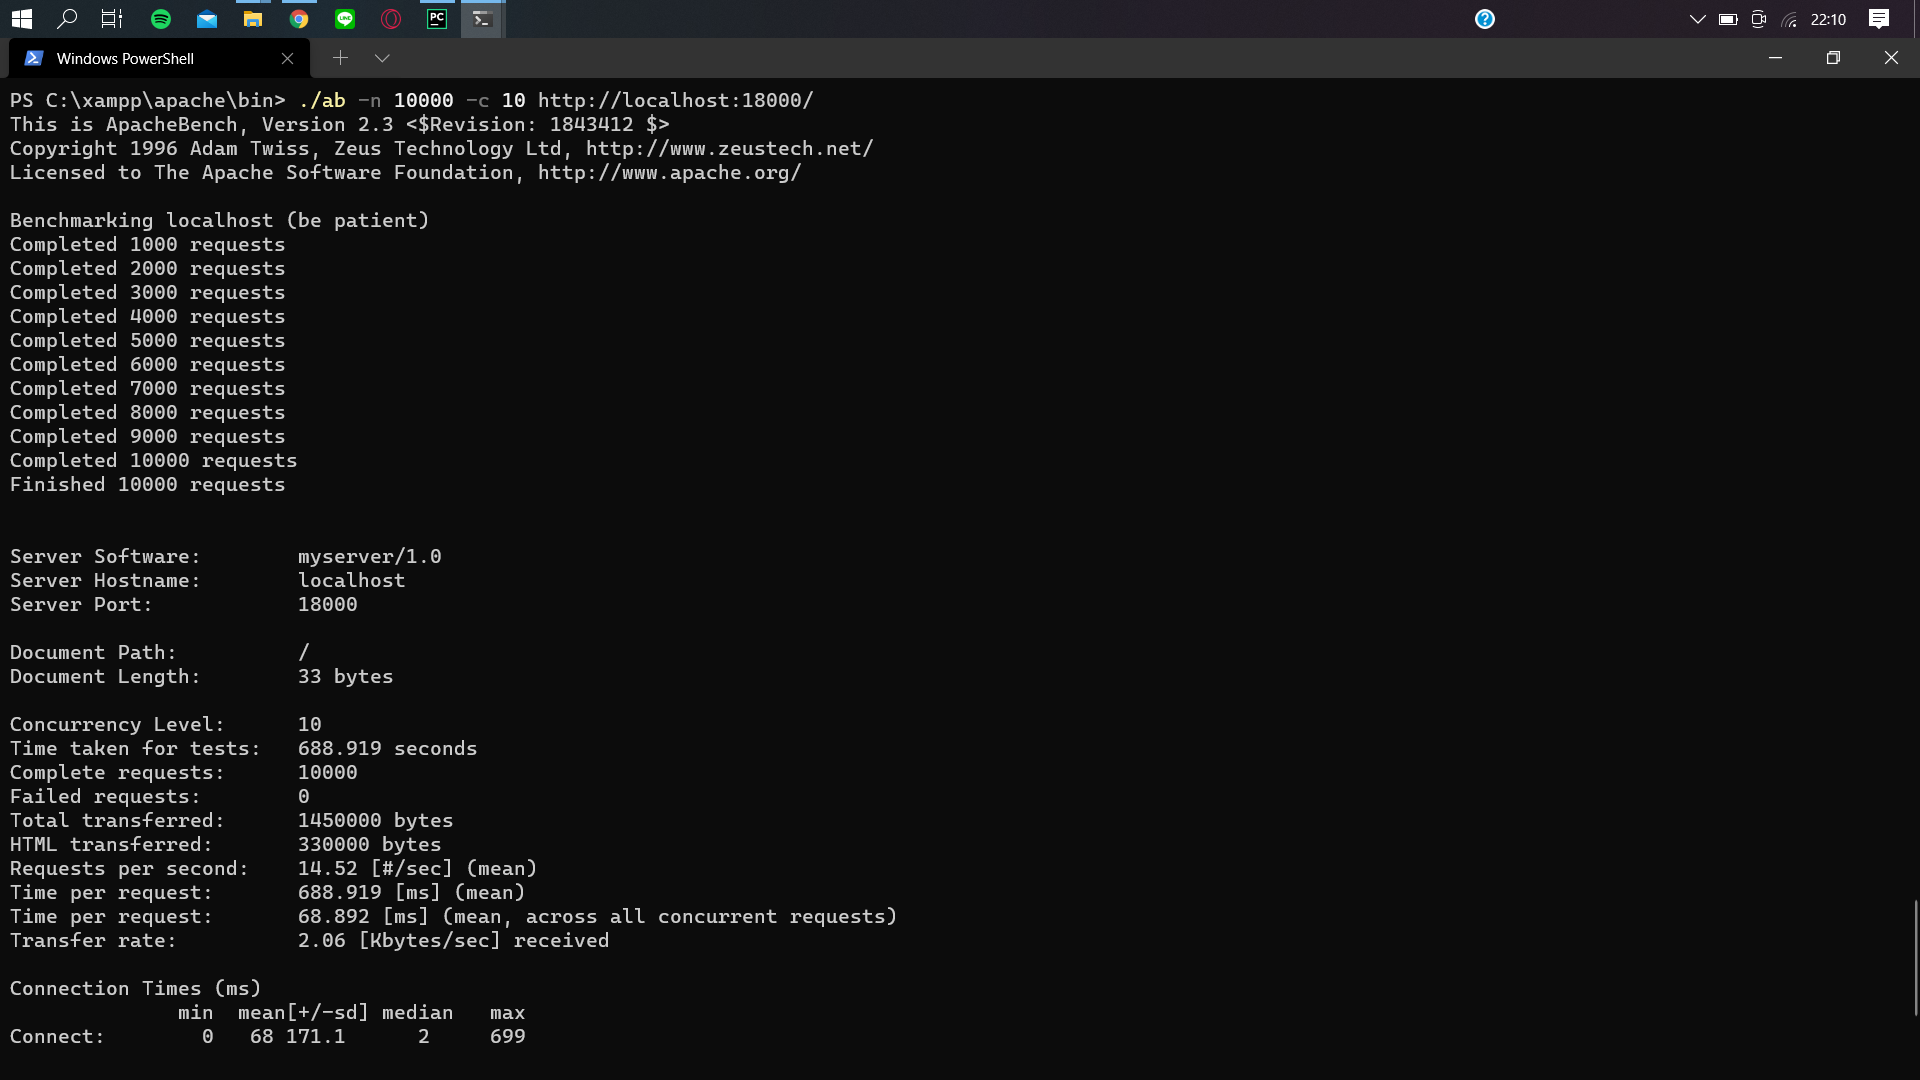 PC
LINE
22:10
Windows PowerShell
PS C:\xampp\apache\bin> ./ab -n 10000 -c 10 http://localhost:18000/
This is ApacheBench, Version 2.3 <$Revision: 1843412 $>
Copyright 1996 Adam Twiss, Zeus Technology Ltd, http://www.zeustech.net/
Licensed to The Apache Software Foundation, http://www.apache.org/

Benchmarking localhost (be patient)
Completed 1000 requests
Completed 2000 requests
Completed 3000 requests
Completed 4000 requests
Completed 5000 requests
Completed 6000 requests
Completed 7000 requests
Completed 8000 requests
Completed 9000 requests
Completed 10000 requests
Finished 10000 requests

Server Software:        myserver/1.0
Server Hostname:        localhost
Server Port:            18000

Document Path:          /
Document Length:        33 bytes

Concurrency Level:      10
Time taken for tests:   688.919 seconds
Complete requests:      10000
Failed requests:        0
Total transferred:      1450000 bytes
HTML transferred:       330000 bytes
Requests per second:    14.52 [#/sec] (mean)
Time per request:       688.919 [ms] (mean)
Time per request:       68.892 [ms] (mean, across all concurrent requests)
Transfer rate:          2.06 [Kbytes/sec] received

Connection Times (ms)
              min  mean[+/-sd] median   max
Connect:        0   68 171.1      2     699